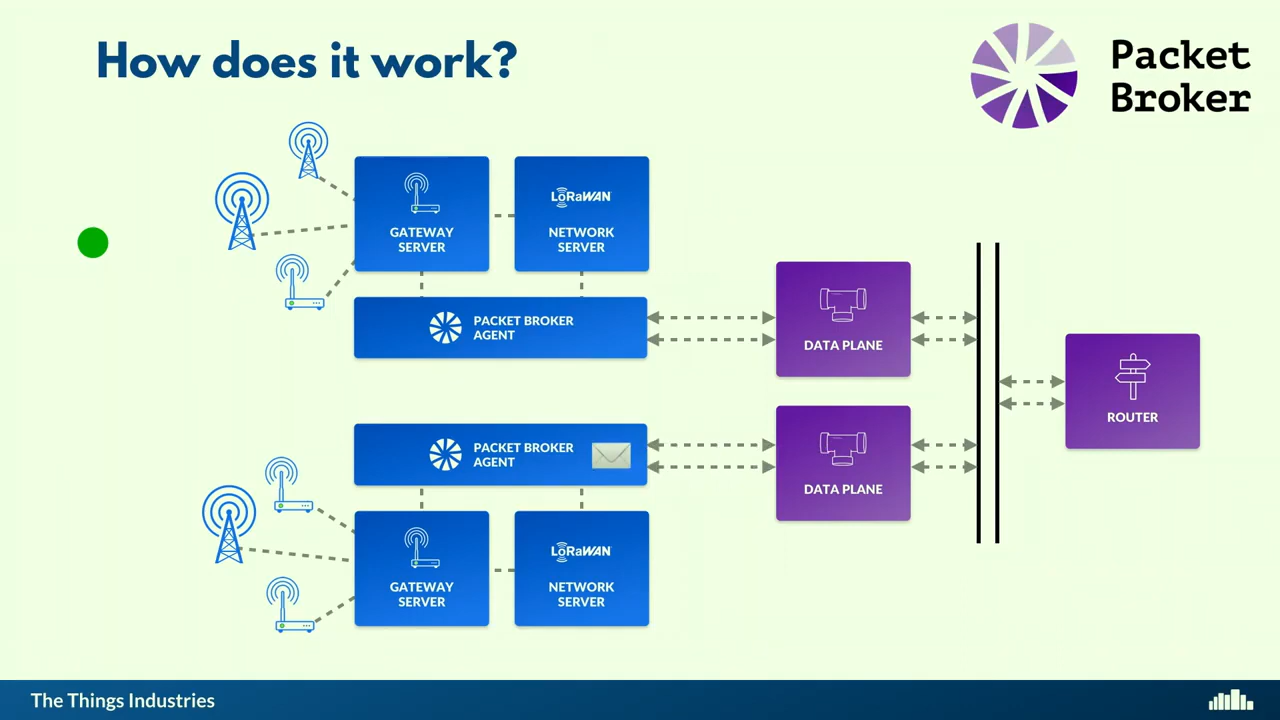 How does it work?
Packet
Broker
GATEWAY
SERVER
LoRaWAN
NETWORK
SERVER
PACKET BROKER
AGENT
DATA PLANE
ROUTER
PACKET BROKER
AGENT
DATA PLANE
GATEWAY
SERVER
LoRaWAN
NETWORK
SERVER
The Things Industries